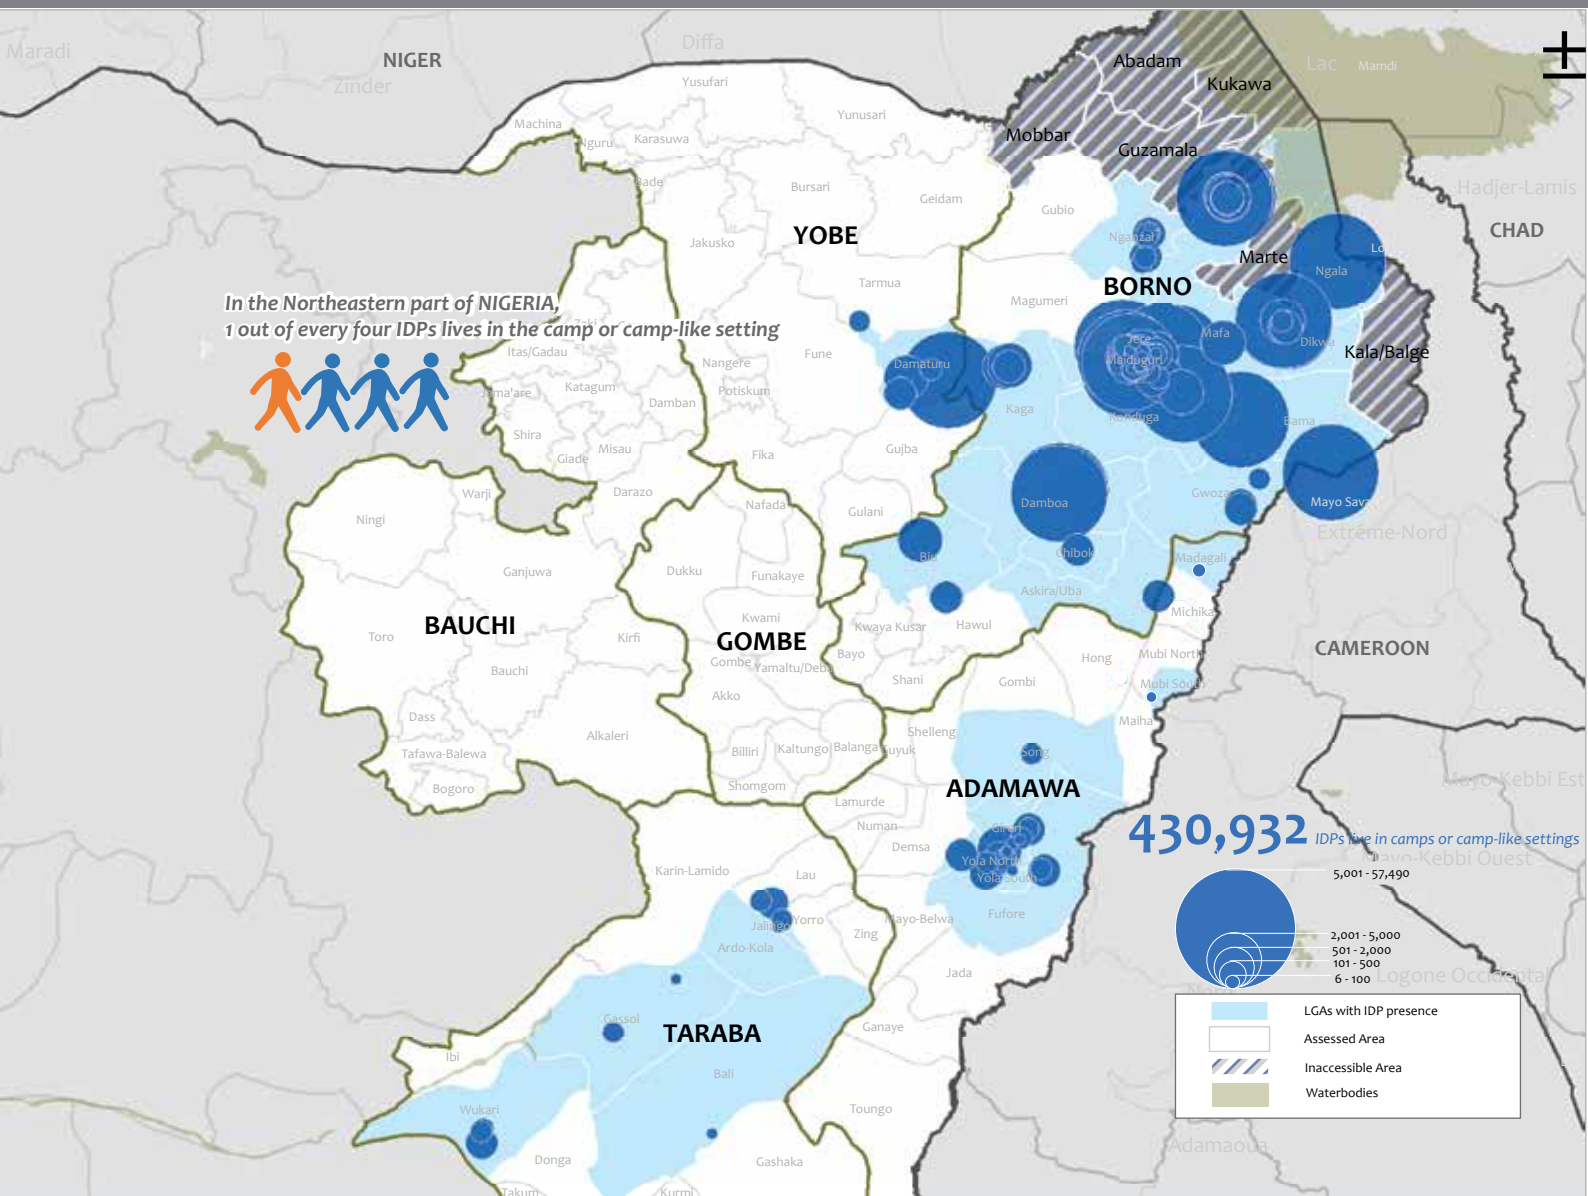 Maradi
NIGER
Zinder
Diffa
Yusufari
Machina
Nguru
Karasuwa
Yunusari
Bade
Bursari
Geidam
Jakusko
YOBE
Tarmua
Abadam
Kukawa
Mobbar
Guzamala
Lac
Mamdi
Hadjer-Lamis
CHAD
Gubio
Nganzai
Marte
Ngala
BORNO
Magumeri
Mafa
Jere
Maiduguri
Dikwa
Kala/Balge
Konduga
Bama
Kaga
In the Northeastern part of NIGERIA,
1 out of every four IDPs lives in the camp or camp-like setting
Zaki
Itas/Gadau
Jama'are
Katagum
Damban
Shira
Giade
Misau
Nangere
Potiskum
Fune
Damaturu
Fika
Gujba
Gulani
Damboa
Gwoza
Mayo Sava
Extrême-Nord
Darazo
Warji
Ningi
Nafada
Biu
Chibok
Madagali
Ganjuwa
Dukku
Funakaye
Askira/Uba
Michika
BAUCHI
Toro
Kirfi
Bauchi
Kwami
GOMBE
Gombe
Yamaltu/Deba
Kwaya Kusar
Hawul
Bayo
Shani
Hong
Mubi North
Mubi South
Gombi
Maiha
CAMEROON
Akko
Dass
Tafawa-Balewa
Bogoro
Alkaleri
Billiri
Kaltungo
Balanga
Guyuk
Shelleng
Shomgom
Song
ADAMAWA
Lamurde
Numan
Demsa
Girei
Yola North
Yola South
Fufore
Mayo-Belwa
Karin-Lamido
Lau
Jalingo
Yorro
Zing
Ardo-Kola
Jada
Gassol
TARABA
Ganaye
Ibi
Bali
Wukari
Toungo
Donga
Gashaka
Takum
Kurmi
Mayo-Kebbi Est
430,932 IDPs live in camps or camp-like settings
Mayo-Kebbi Ouest
5,001 - 57,490
2,001 - 5,000
501 - 2,000
101 - 500
6 - 100
Logone Occidental
Nord
LGAs with IDP presence
Assessed Area
Inaccessible Area
Waterbodies
Adamaoua